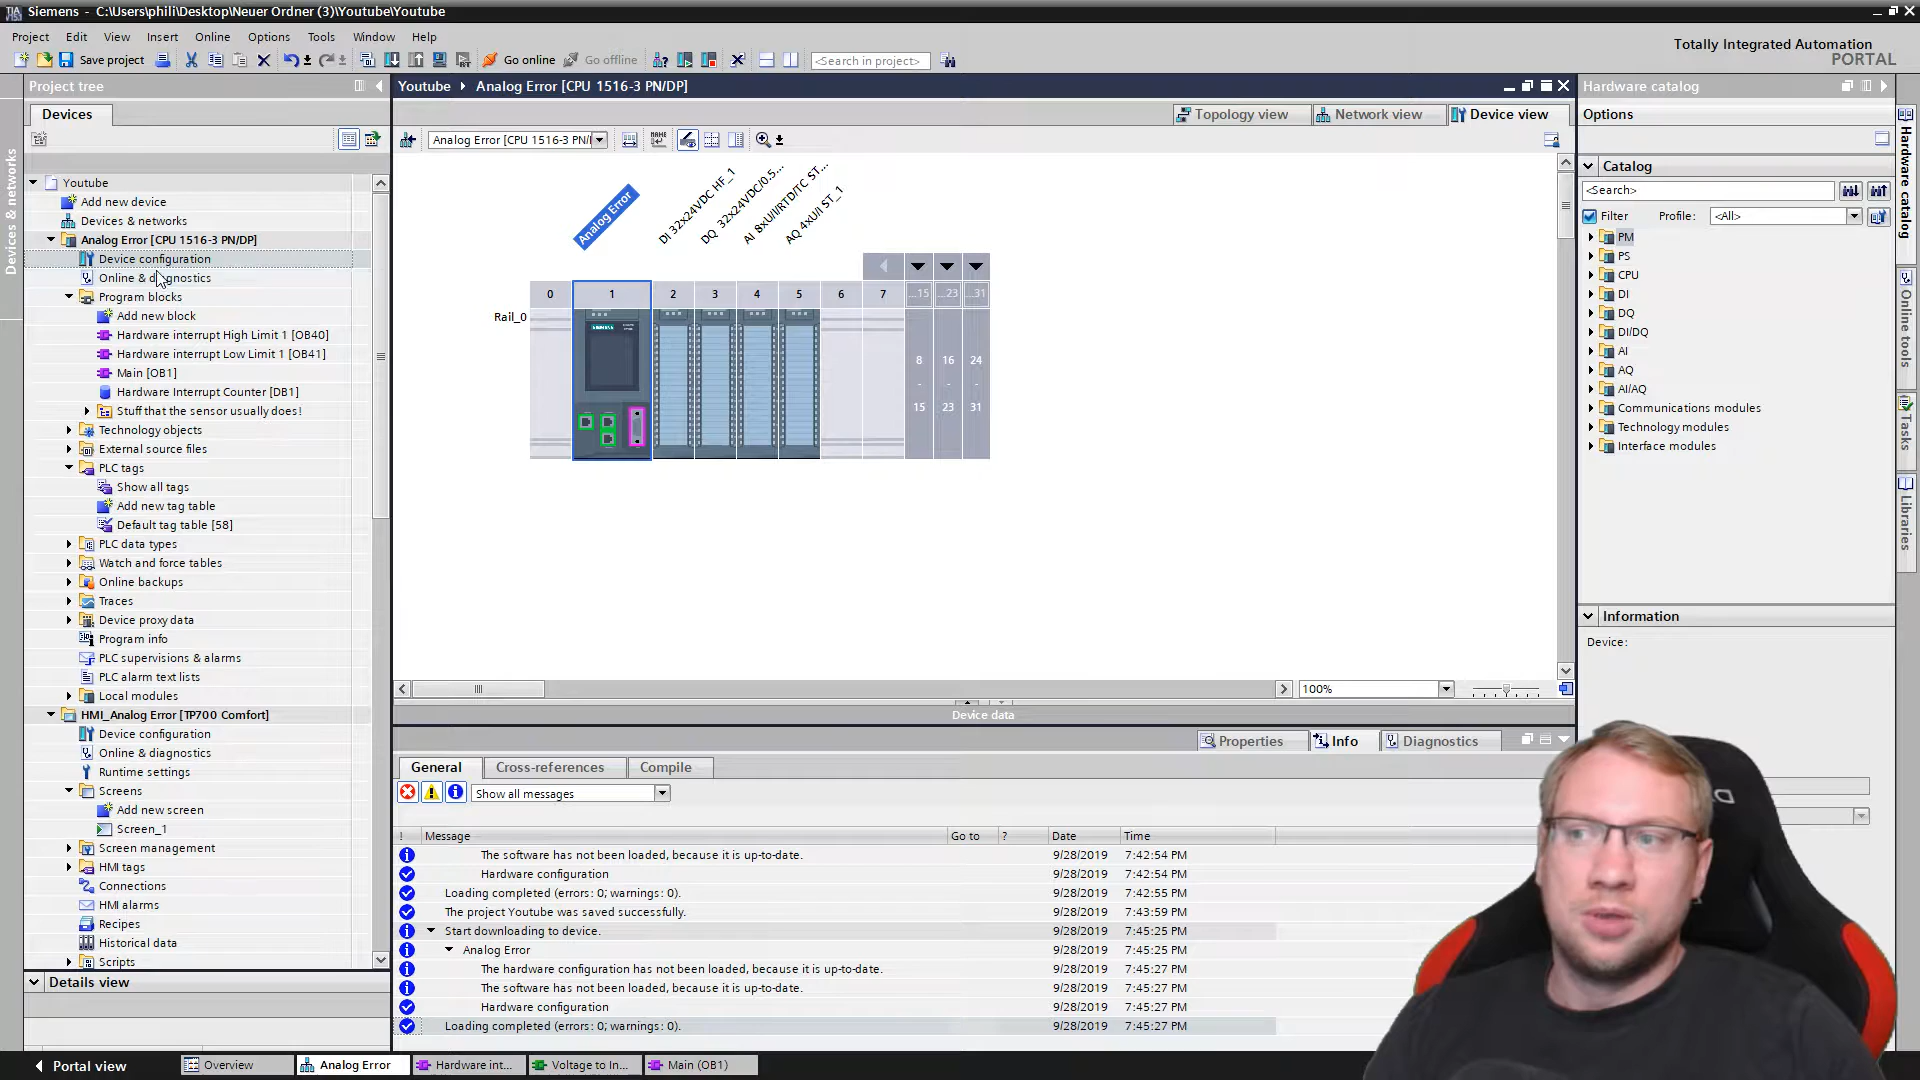 Siemens - C:\Users\phili\Desktop\Neuer Ordner (3)\Youtube\Youtube
Project Edit View Insert Online Options Tools Window Help
Totally Integrated Automation
PORTAL
Save project
Go online
Go offline
<Search in project>
Project tree
Devices
Devices & networks
Youtube
Add new device
Devices & networks
Analog Error [CPU 1516-3 PN/DP]
Device configuration
Online & diagnostics
Program blocks
Add new block
Hardware interrupt High Limit 1 [OB40]
Hardware interrupt Low Limit 1 [OB41]
Main [OB1]
Hardware Interrupt Counter [DB1]
Stuff that the sensor usually does!
Technology objects
External source files
PLC tags
Show all tags
Add new tag table
Default tag table [58]
PLC data types
Watch and force tables
Online backups
Traces
Device proxy data
Program info
PLC supervisions & alarms
PLC alarm text lists
Local modules
HMI_Analog Error [TP700 Comfort]
Device configuration
Online & diagnostics
Runtime settings
Screens
Add new screen
Screen_1
Screen management
HMI tags
Connections
HMI alarms
Recipes
Historical data
Scripts
Details view
Youtube Analog Error [CPU 1516-3 PN/DP]
Topology view Network view Device view
Analog Error [CPU 1516-3 PN/
Analog Error
DI 32x24VDC HF_1
DQ 32x24VDC/0.5...
AI 8xU/I/RTD/TC ST...
AQ 4xU/I ST_1
0 1 2 3 4 5 6 7 ...15 ...23 ...31
Rail_0
SIEMENS
8 16 24
- - -
15 23 31
100%
Device data
Properties Info Diagnostics
General Cross-references Compile
Show all messages
! Message Go to ? Date Time
The software has not been loaded, because it is up-to-date. 9/28/2019 7:42:54 PM
Hardware configuration 9/28/2019 7:42:54 PM
Loading completed (errors: 0; warnings: 0). 9/28/2019 7:42:55 PM
The project Youtube was saved successfully. 9/28/2019 7:43:59 PM
Start downloading to device. 9/28/2019 7:45:25 PM
Analog Error 9/28/2019 7:45:25 PM
The hardware configuration has not been loaded, because it is up-to-date. 9/28/2019 7:45:27 PM
The software has not been loaded, because it is up-to-date. 9/28/2019 7:45:27 PM
Hardware configuration 9/28/2019 7:45:27 PM
Loading completed (errors: 0; warnings: 0). 9/28/2019 7:45:27 PM
Hardware catalog
Options
Catalog
<Search>
Filter Profile: <All>
PM
PS
CPU
DI
DQ
DI/DQ
AI
AQ
AI/AQ
Communications modules
Technology modules
Interface modules
Information
Device:
Hardware catalog
Online tools
Tasks
Libraries
Portal view
Overview
Analog Error
Hardware int...
Voltage to In...
Main (OB1)